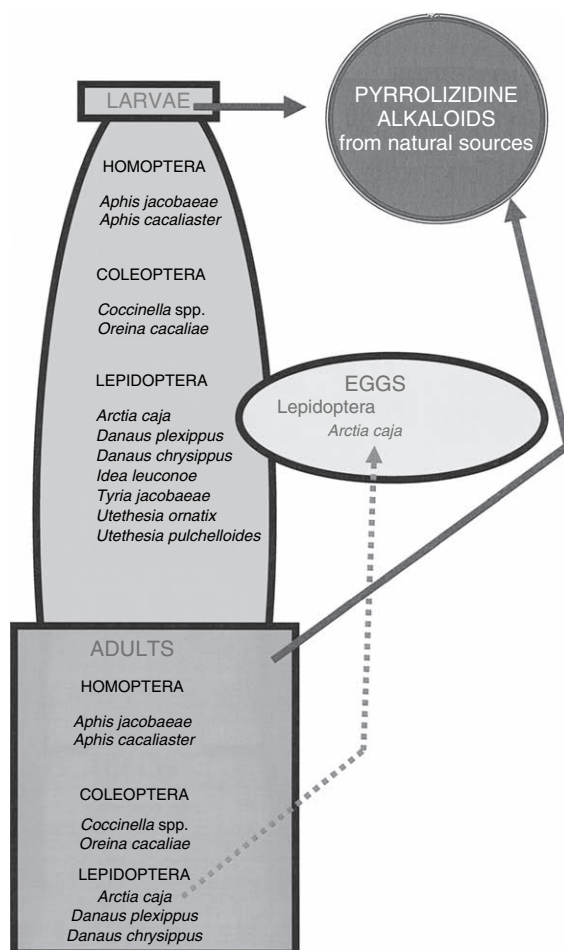 LARVAE
PYRROLIZIDINE
ALKALOIDS
from natural sources
HOMOPTERA
Aphis jacobaeae
Aphis cacaliaster
COLEOPTERA
Coccinella spp.
Oreina cacaliae
LEPIDOPTERA
Arctia caja
Danaus plexippus
Danaus chrysippus
Idea leuconoe
Tyria jacobaeae
Utethesia ornatix
Utethesia pulchelloides
EGGS
Lepidoptera
Arctia caja
ADULTS
HOMOPTERA
Aphis jacobaeae
Aphis cacaliaster
COLEOPTERA
Coccinella spp.
Oreina cacaliae
LEPIDOPTERA
Arctia caja
Danaus plexippus
Danaus chrysippus